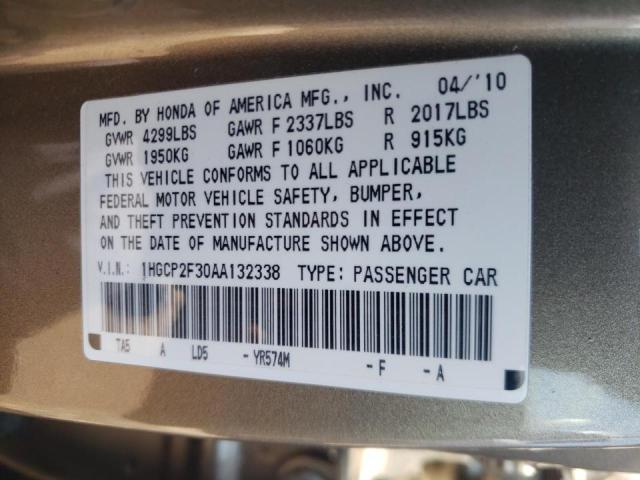 MFD. BY HONDA OF AMERICA MFG., INC. 04/'10
GVWR 4299LBS GAWR F 2337LBS R 2017LBS
GVWR 1950KG GAWR F 1060KG R 915KG
THIS VEHICLE CONFORMS TO ALL APPLICABLE
FEDERAL MOTOR VEHICLE SAFETY, BUMPER,
AND THEFT PREVENTION STANDARDS IN EFFECT
ON THE DATE OF MANUFACTURE SHOWN ABOVE.
V.I.N.: 1HGCP2F30AA132338 TYPE: PASSENGER CAR
TA5 A LD5 -YR574M -F -A